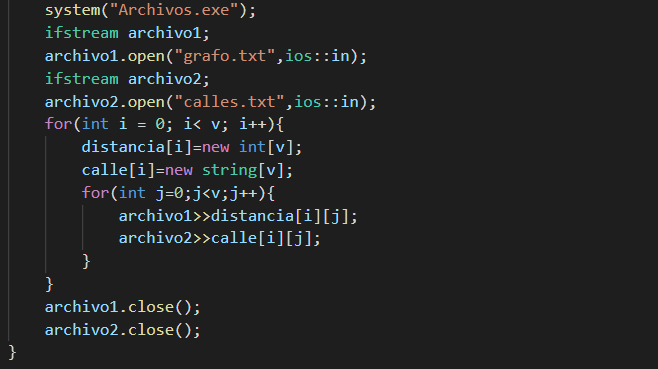 system("Archivos.exe");
ifstream archivo1;
archivo1.open("grafo.txt",ios::in);
ifstream archivo2;
archivo2.open("calles.txt",ios::in);
for(int i = 0; i< v; i++){
distancia[i]=new int[v];
calle[i]=new string[v];
for(int j=0;j<v;j++){
archivo1>>distancia[i][j];
archivo2>>calle[i][j];
}
}
archivo1.close();
archivo2.close();
}